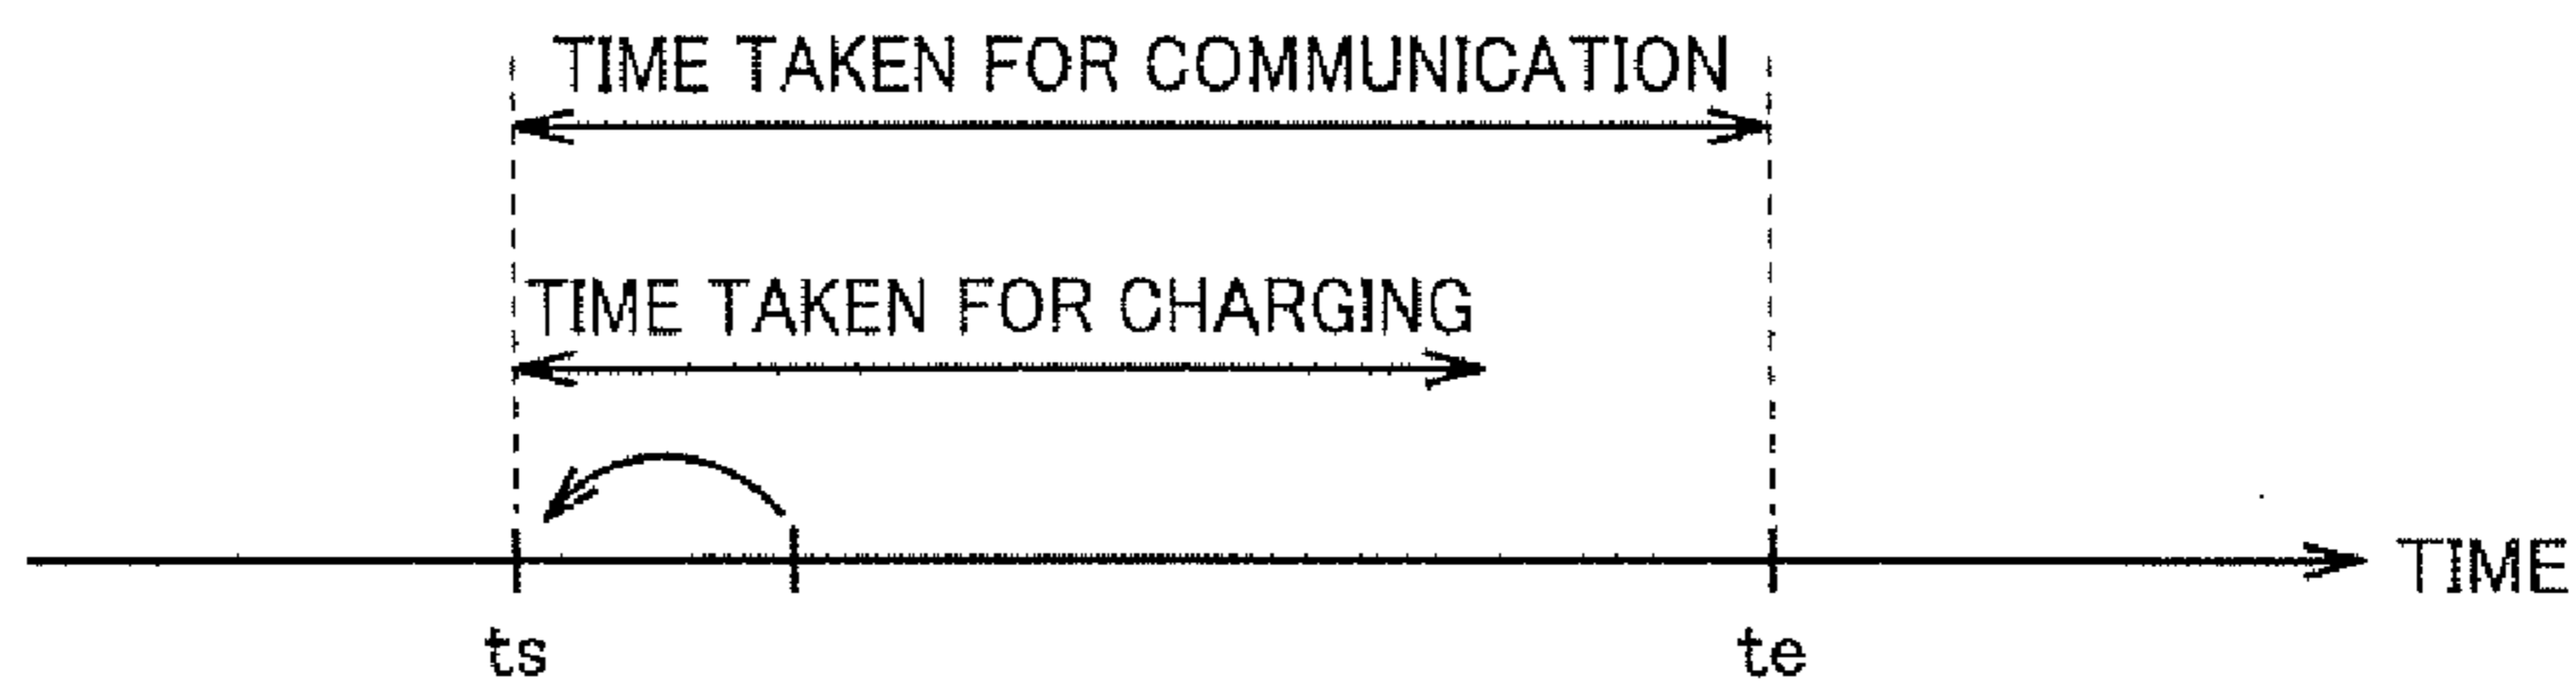 TIME TAKEN FOR COMMUNICATION
TIME TAKEN FOR CHARGING
TIME
ts
te